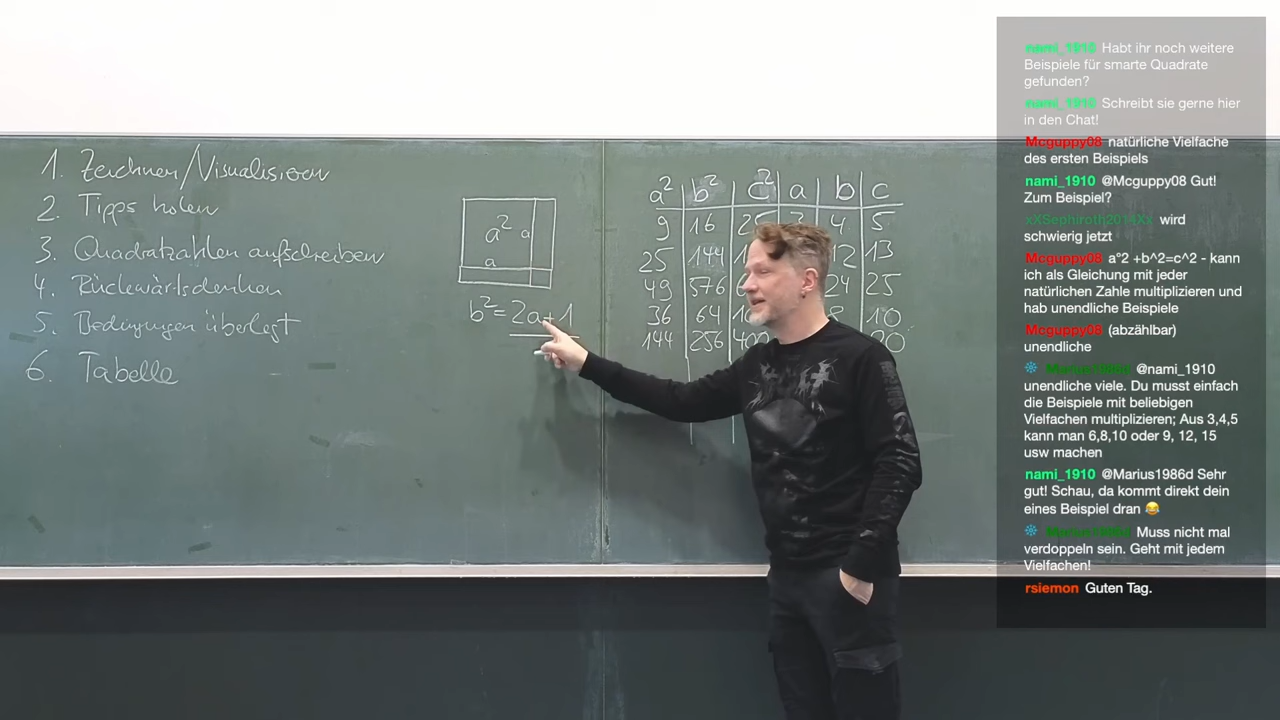 1. Zeichnen/Visualisieren
2. Tipps holen
3. Quadratzahlen aufschreiben
4. Rückwärtsdenken
5. Bedingungen überlegt
6. Tabelle
a² a
a
b²=2a+1
a² b² c² a b c
9 16 25 3 4 5
25 144 12 13
49 576 24 25
36 64 8 10
144 256 400
nami_1910 Habt ihr noch weitere
Beispiele für smarte Quadrate
gefunden?
nami_1910 Schreibt sie gerne hier
in den Chat!
Mcguppy08 natürliche Vielfache
des ersten Beispiels
nami_1910 @Mcguppy08 Gut!
Zum Beispiel?
xXSephiroth2014Xx wird
schwierig jetzt
Mcguppy08 a°2 +b^2=c^2 - kann
ich als Gleichung mit jeder
natürlichen Zahle multiplizieren und
hab unendliche Beispiele
Mcguppy08 (abzählbar)
unendliche
Marius1986d @nami_1910
unendliche viele. Du musst einfach
die Beispiele mit beliebigen
Vielfachen multiplizieren; Aus 3,4,5
kann man 6,8,10 oder 9, 12, 15
usw machen
nami_1910 @Marius1986d Sehr
gut! Schau, da kommt direkt dein
eines Beispiel dran 😂
Marius1986d Muss nicht mal
verdoppeln sein. Geht mit jedem
Vielfachen!
rsiemon Guten Tag.